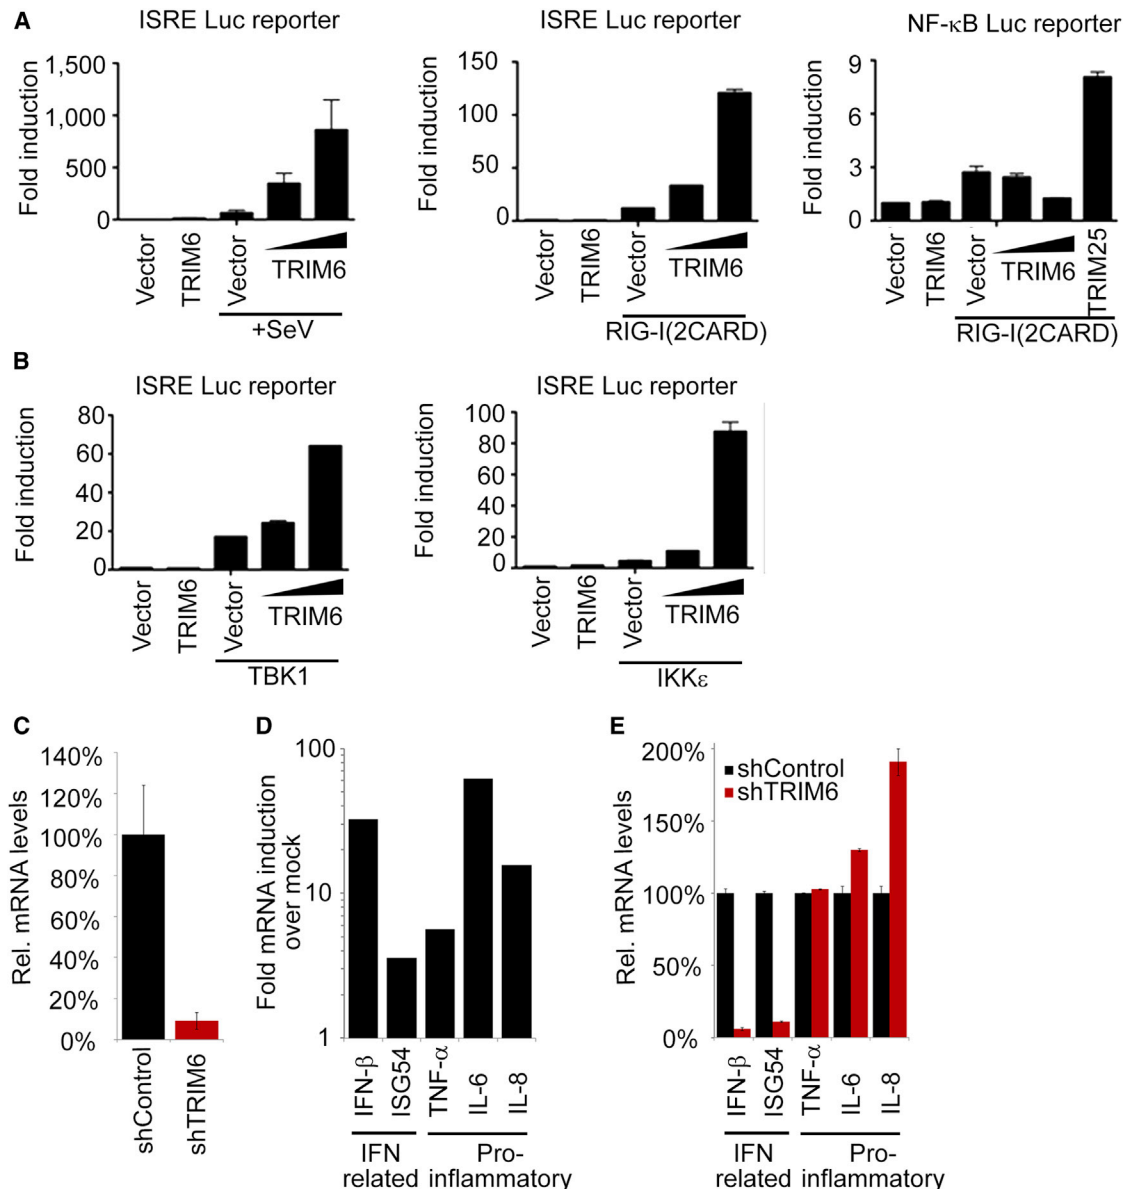 A
ISRE Luc reporter
Fold induction
1,500
1,000
500
0
Vector
TRIM6
Vector
TRIM6
+SeV
ISRE Luc reporter
Fold induction
150
100
50
0
Vector
TRIM6
Vector
TRIM6
RIG-I(2CARD)
NF-κB Luc reporter
Fold induction
9
6
3
0
Vector
TRIM6
Vector
TRIM6
TRIM25
RIG-I(2CARD)
B
ISRE Luc reporter
Fold induction
80
60
40
20
0
Vector
TRIM6
Vector
TRIM6
TBK1
ISRE Luc reporter
Fold induction
100
80
60
40
20
0
Vector
TRIM6
Vector
TRIM6
IKKε
C
Rel. mRNA levels
140%
120%
100%
80%
60%
40%
20%
0%
shControl
shTRIM6
D
Fold mRNA induction
over mock
100
10
1
IFN-β
ISG54
TNF-α
IL-6
IL-8
IFN
related
Pro-
inflammatory
E
Rel. mRNA levels
200%
150%
100%
50%
0%
shControl
shTRIM6
IFN-β
ISG54
TNF-α
IL-6
IL-8
IFN
related
Pro-
inflammatory